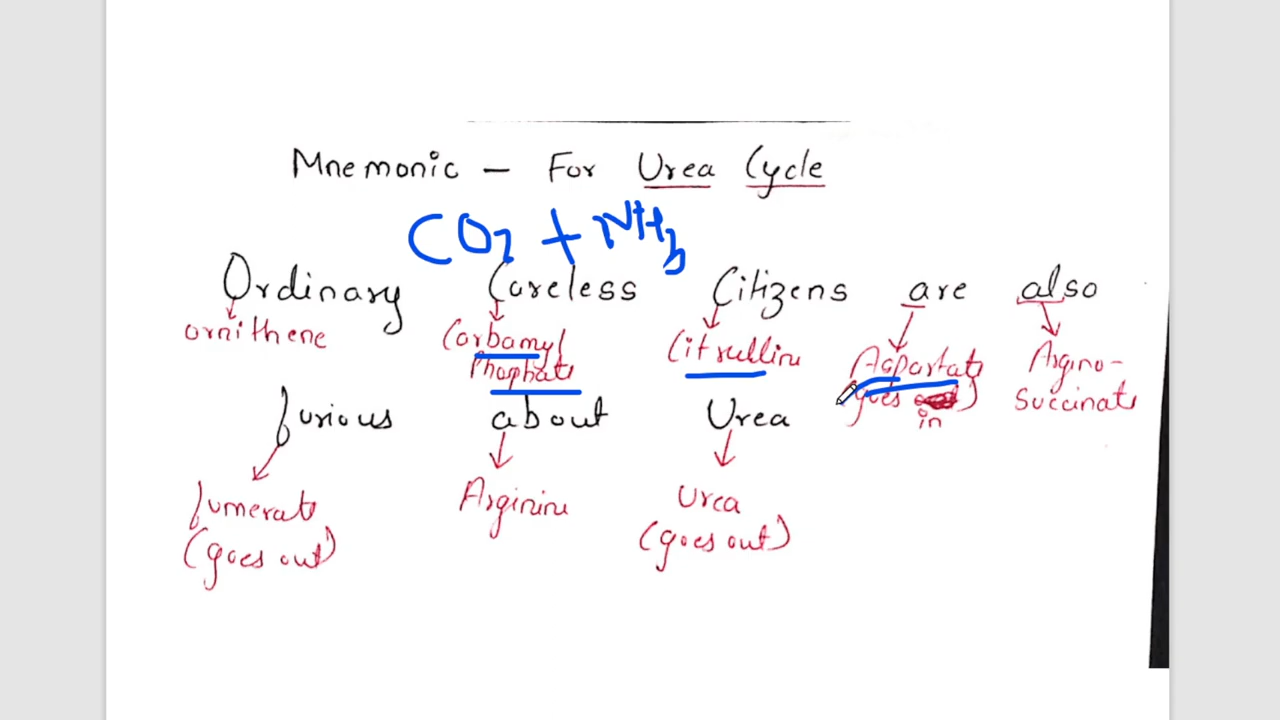 Mnemonic - For Urea Cycle
CO2 + NH3
Ordinary Careless Citizens are also
ornithene Carbamyl Phosphate Citrulline Aspartate (goes in) Argino-Succinate
furious about Urea
fumerate (goes out) Arginine Urea (goes out)